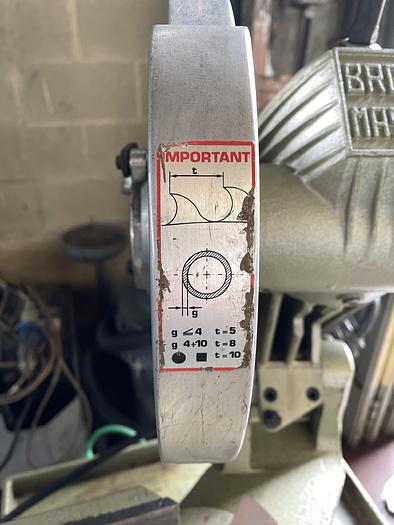 IMPORTANT
t
g
g ≤ 4 t = 5
g 4÷10 t = 8
t = 10